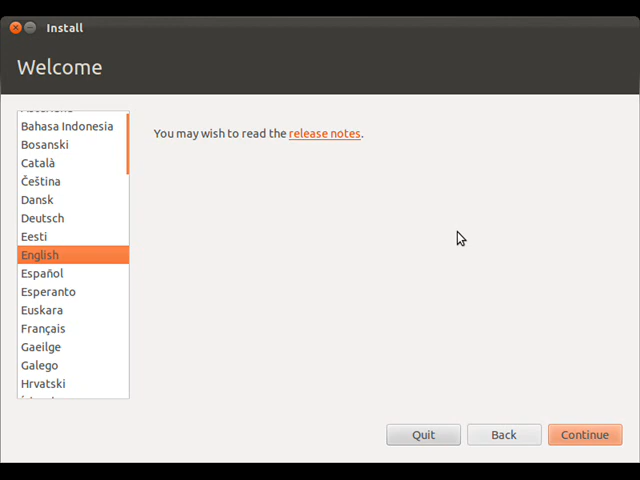 Install
Welcome
Bahasa Indonesia
Bosanski
Català
Čeština
Dansk
Deutsch
Eesti
English
Español
Esperanto
Euskara
Français
Gaeilge
Galego
Hrvatski
You may wish to read the release notes.
Quit
Back
Continue